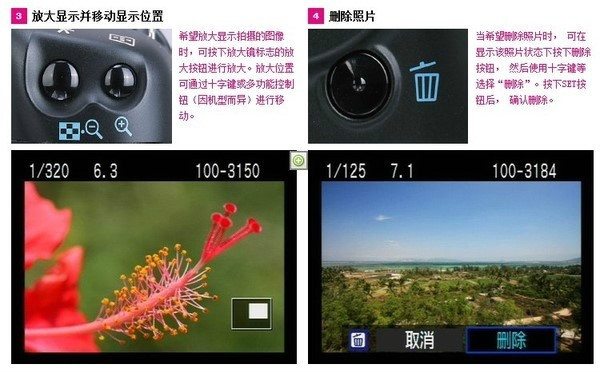 3 放大显示并移动显示位置
希望放大显示拍摄的图像
时，可按下放大镜标志的放
大按钮进行放大。放大位置
可通过十字键或多功能控制
钮（因机型而异）进行移
动。
1/320 6.3 100-3150
4 删除照片
当希望删除照片时， 可在
显示该照片状态下按下删除
按钮， 然后使用十字键等
选择“删除”。按下SET按
钮后， 确认删除。
1/125 7.1 100-3184
取消 删除